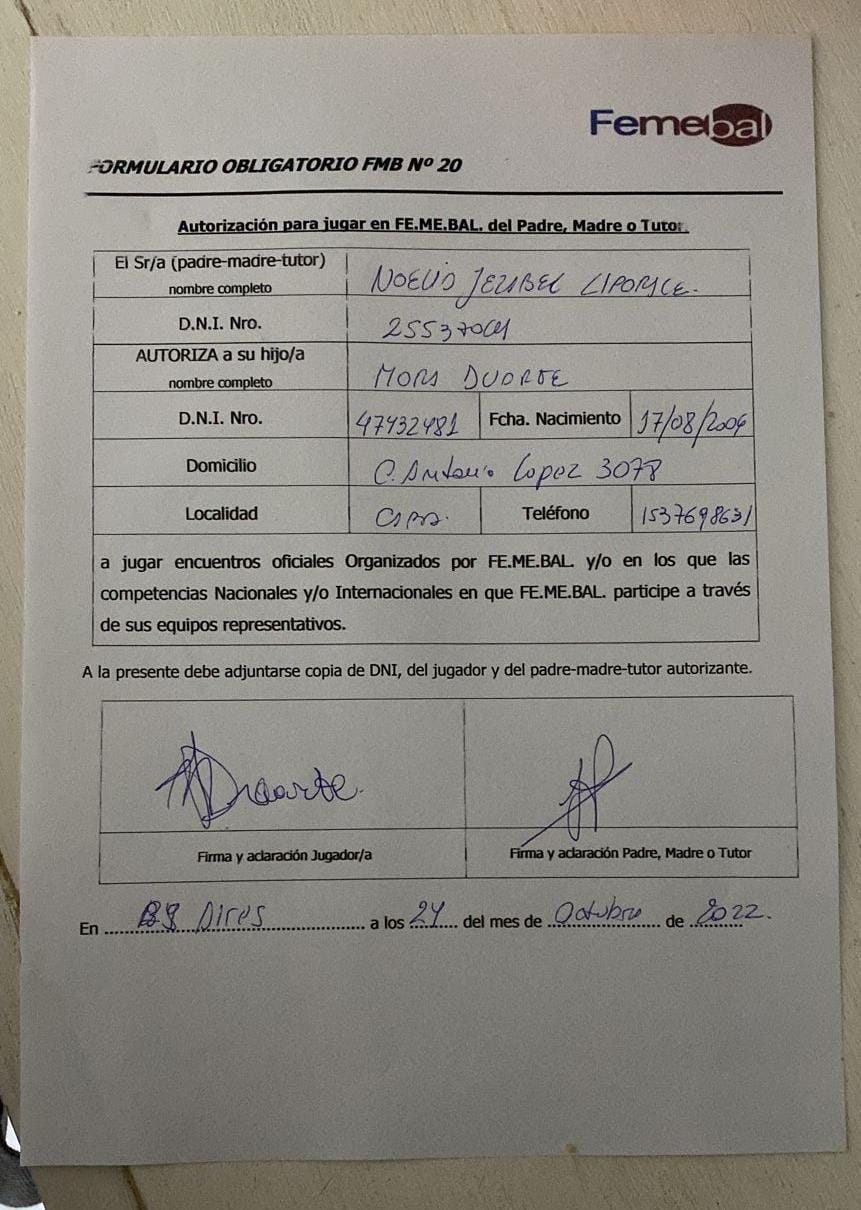 Femebal
FORMULARIO OBLIGATORIO FMB Nº 20
Autorización para jugar en FE.ME.BAL. del Padre, Madre o Tutor.
El Sr/a (padre-madre-tutor)
nombre completo
NOELIA JEZABEL
D.N.I. Nro.
AUTORIZA a su hijo/a
nombre completo
DUARTE
D.N.I. Nro. 47432481 Fcha. Nacimiento 17/08/2006
Domicilio C. Antonio Lopez 3078
Localidad CABA. Teléfono 1537698631
a jugar encuentros oficiales Organizados por FE.ME.BAL. y/o en los que las
competencias Nacionales y/o Internacionales en que FE.ME.BAL. participe a través
de sus equipos representativos.
A la presente debe adjuntarse copia de DNI, del jugador y del padre-madre-tutor autorizante.
Duarte
Firma y aclaración Jugador/a Firma y aclaración Padre, Madre o Tutor
En BS Aires a los 24 del mes de Octubre de 2022.